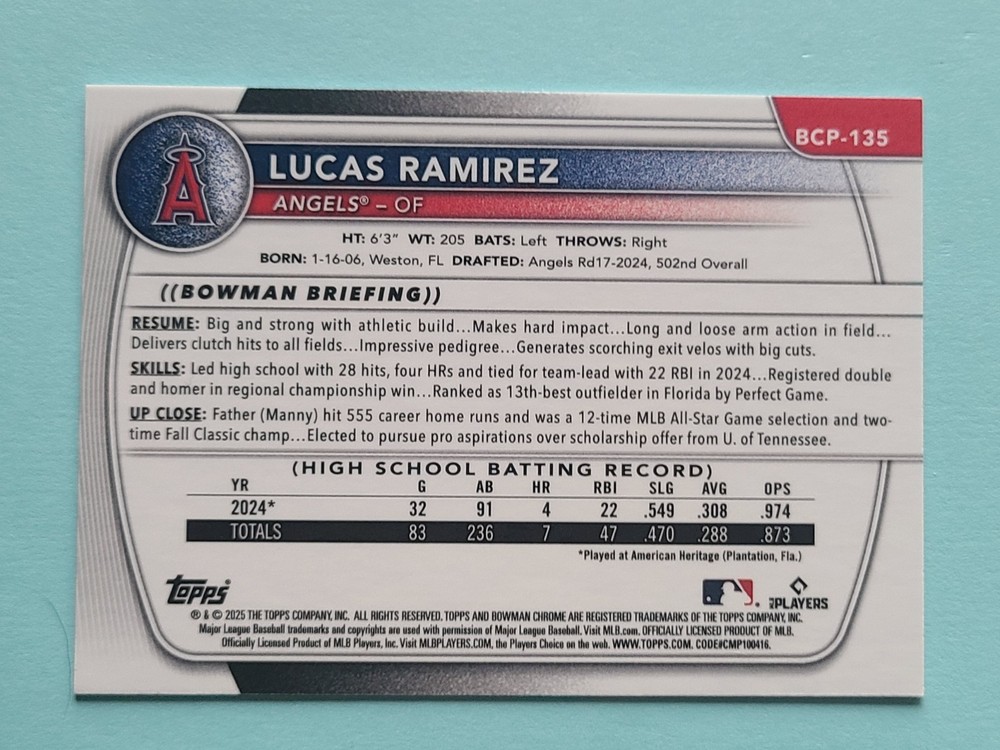 BCP-135
A
LUCAS RAMIREZ
ANGELS® – OF
HT: 6'3" WT: 205 BATS: Left THROWS: Right
BORN: 1-16-06, Weston, FL DRAFTED: Angels Rd17-2024, 502nd Overall
((BOWMAN BRIEFING))
RESUME: Big and strong with athletic build...Makes hard impact...Long and loose arm action in field...
Delivers clutch hits to all fields...Impressive pedigree...Generates scorching exit velos with big cuts.
SKILLS: Led high school with 28 hits, four HRs and tied for team-lead with 22 RBI in 2024...Registered double
and homer in regional championship win...Ranked as 13th-best outfielder in Florida by Perfect Game.
UP CLOSE: Father (Manny) hit 555 career home runs and was a 12-time MLB All-Star Game selection and two-
time Fall Classic champ...Elected to pursue pro aspirations over scholarship offer from U. of Tennessee.
(HIGH SCHOOL BATTING RECORD)
YR G AB HR RBI SLG AVG OPS
2024* 32 91 4 22 .549 .308 .974
TOTALS 83 236 7 47 .470 .288 .873
*Played at American Heritage (Plantation, Fla.)
Topps
MLB PLAYERS
® & © 2025 THE TOPPS COMPANY, INC. ALL RIGHTS RESERVED. TOPPS AND BOWMAN CHROME ARE REGISTERED TRADEMARKS OF THE TOPPS COMPANY, INC.
Major League Baseball trademarks and copyrights are used with permission of Major League Baseball. Visit MLB.com. OFFICIALLY LICENSED PRODUCT OF MLB.
Officially Licensed Product of MLB Players, Inc. Visit MLBPLAYERS.COM, the Players Choice on the web. WWW.TOPPS.COM. CODE#CMP100416.